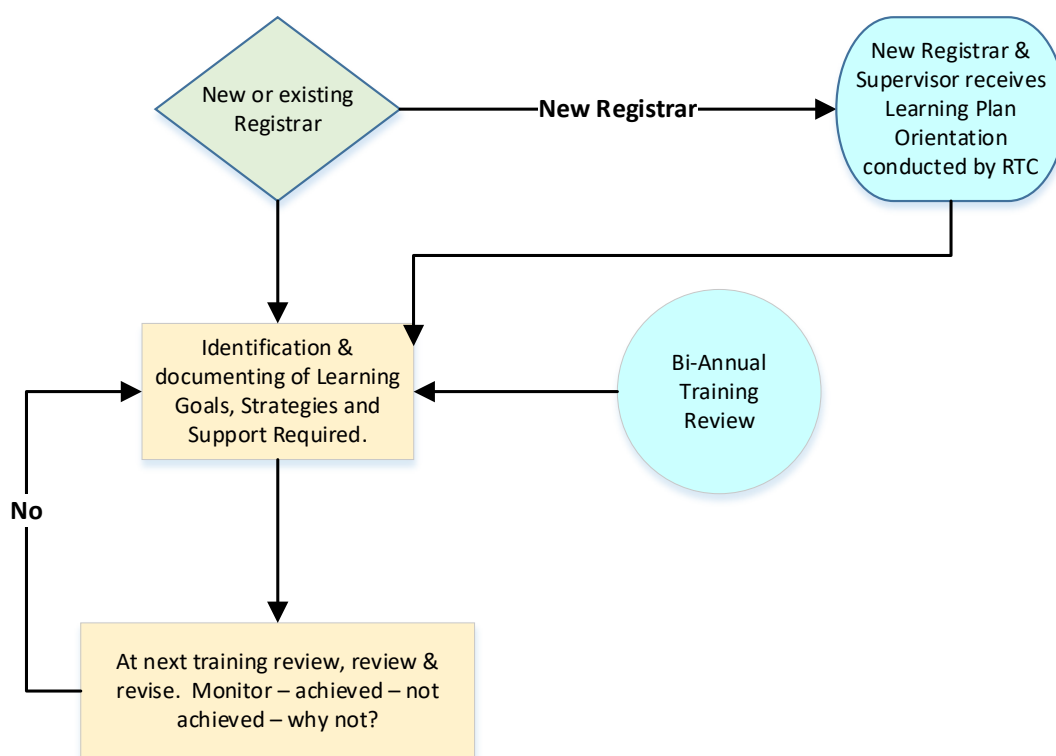 New or existing
Registrar
New Registrar
New Registrar &
Supervisor receives
Learning Plan
Orientation
conducted by RTC
Identification &
documenting of Learning
Goals, Strategies and
Support Required.
Bi-Annual
Training
Review
No
At next training review, review &
revise.  Monitor – achieved – not
achieved – why not?